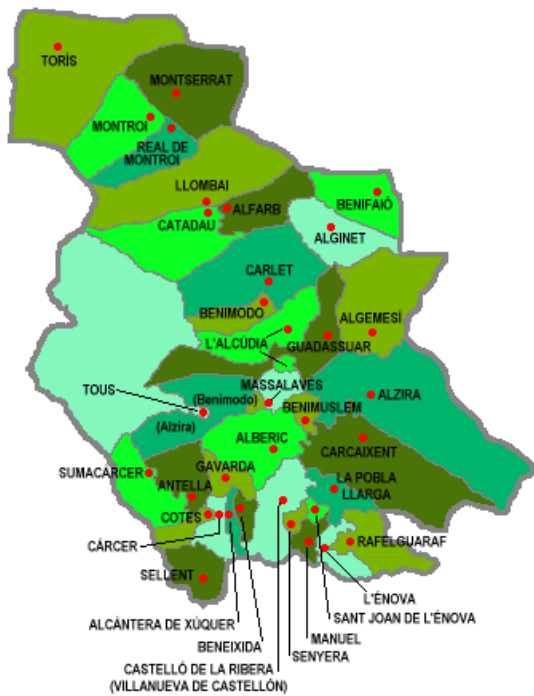 TORÍS
MONTSERRAT
MONTROI
REAL DE
MONTROI
LLOMBAI
BENIFAIÓ
ALFARB
CATADAU
ALGINET
CARLET
BENIMODO
ALGEMESÍ
L'ALCÚDIA
GUADASSUAR
MASSALAVÉS
TOUS
(Benimodo)
ALZIRA
BENIMUSLEM
(Alzira)
ALBERIC
CARCAIXENT
SUMACÀRCER
GAVARDA
ANTELLA
LA POBLA
LLARGA
COTES
CÀRCER
RAFELGUARAF
SELLENT
L'ÉNOVA
ALCÀNTERA DE XÚQUER
SANT JOAN DE L'ÉNOVA
BENEIXIDA
MANUEL
SENYERA
CASTELLÓ DE LA RIBERA
(VILLANUEVA DE CASTELLÓN)